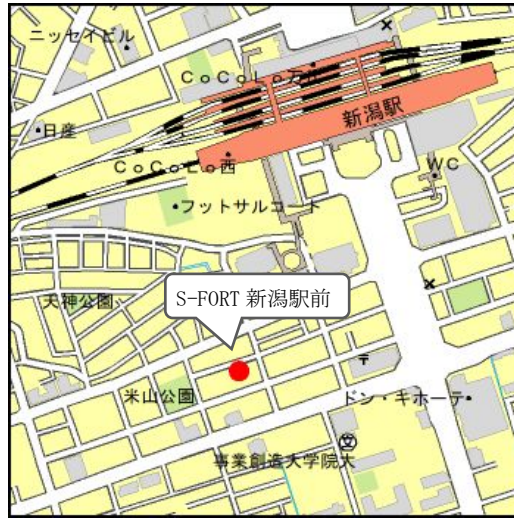 ニッセイビル
CoCoLo万代
新潟駅
日産
CoCoLo西
WC
フットサルコート
天神公園
S-FORT 新潟駅前
米山公園
ドン・キホーテ
事業創造大学院大